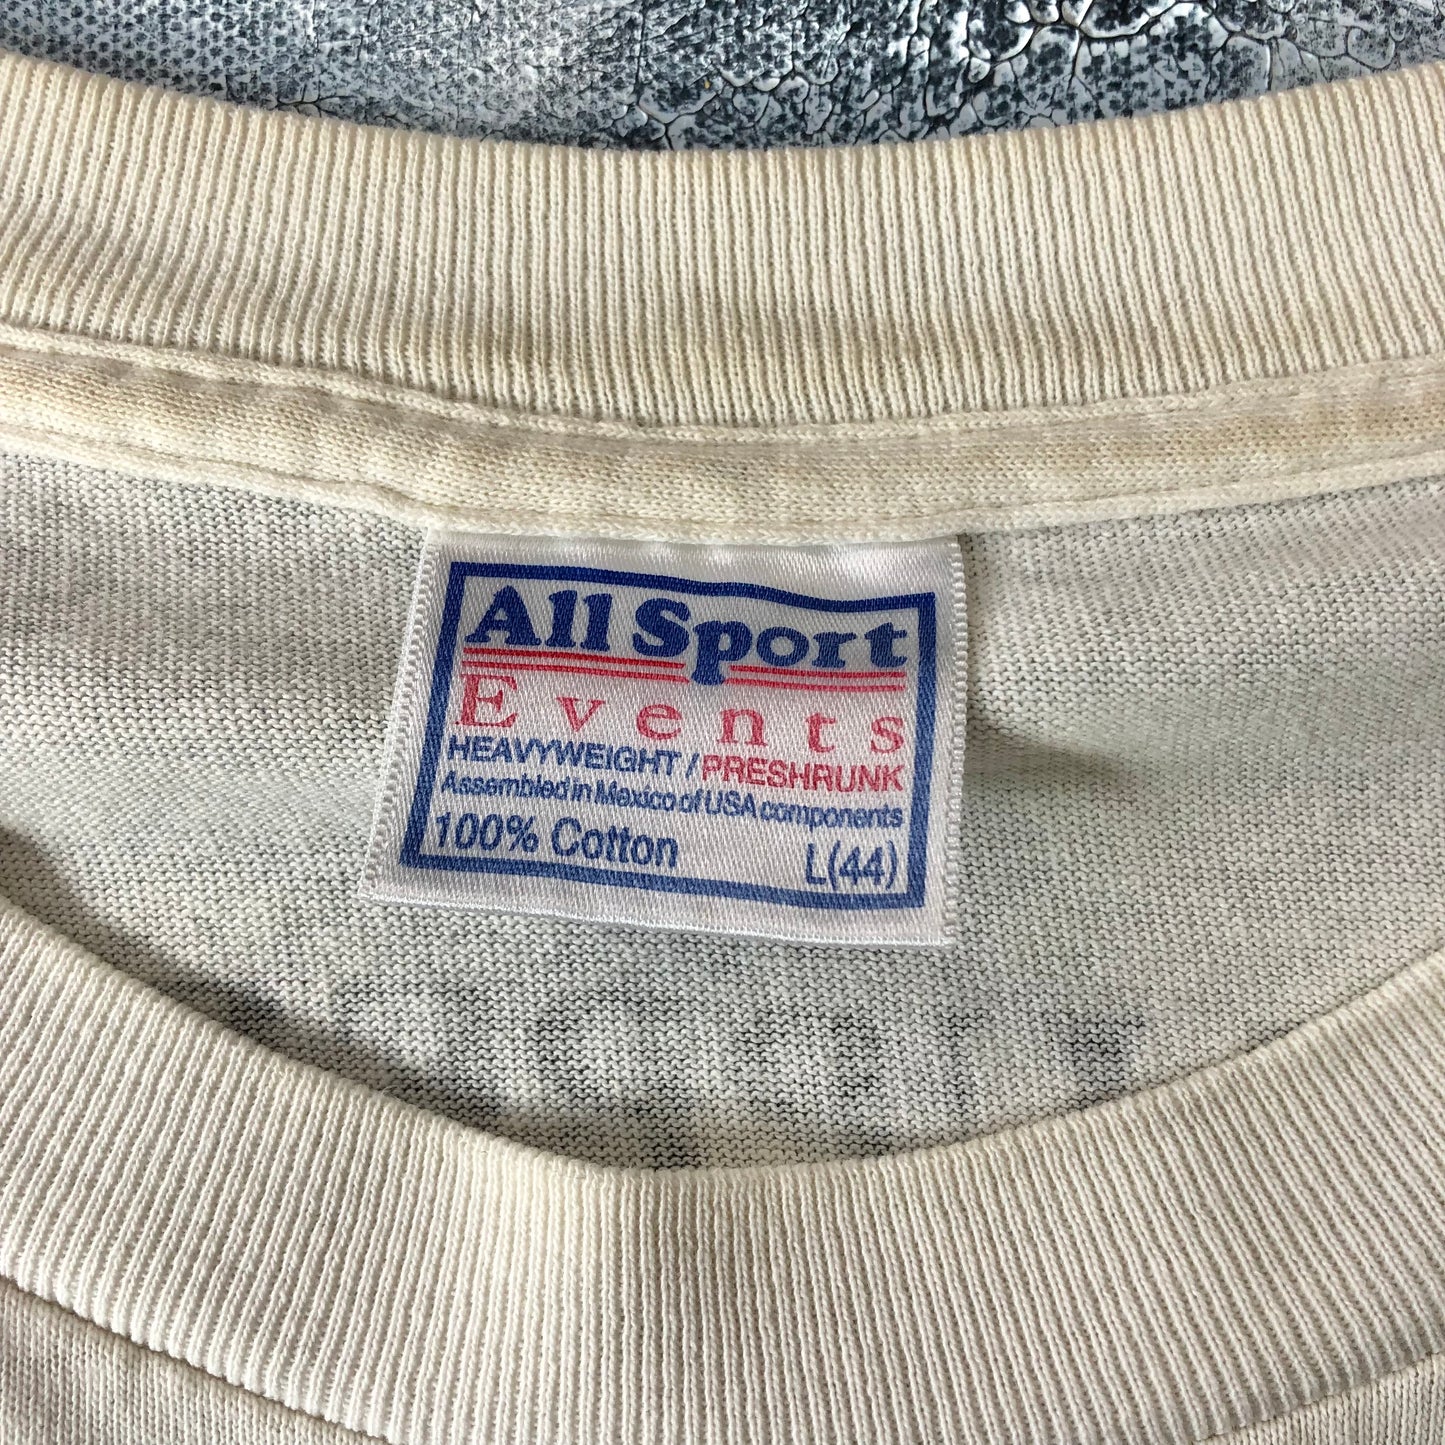 All Sport
Events
HEAVYWEIGHT / PRESHRUNK
Assembled in Mexico of USA components
100% Cotton L(44)